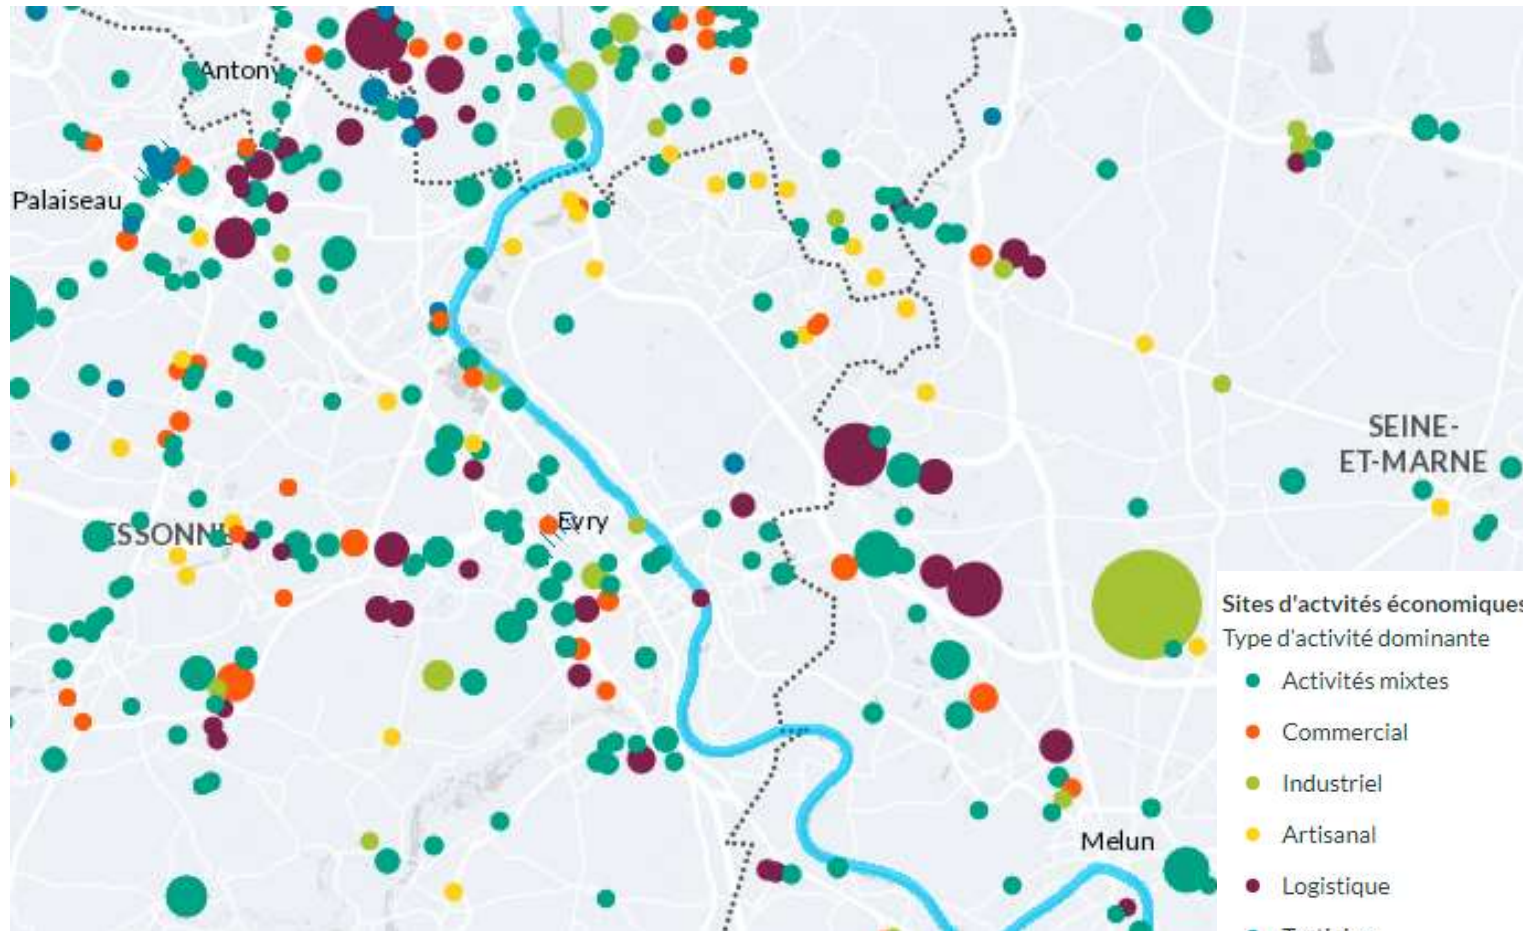 Antony
Palaiseau
SEINE-
ET-MARNE
Evry
Sites d'actvités économiques
Type d'activité dominante
Activités mixtes
Commercial
Industriel
Artisanal
Melun
Logistique